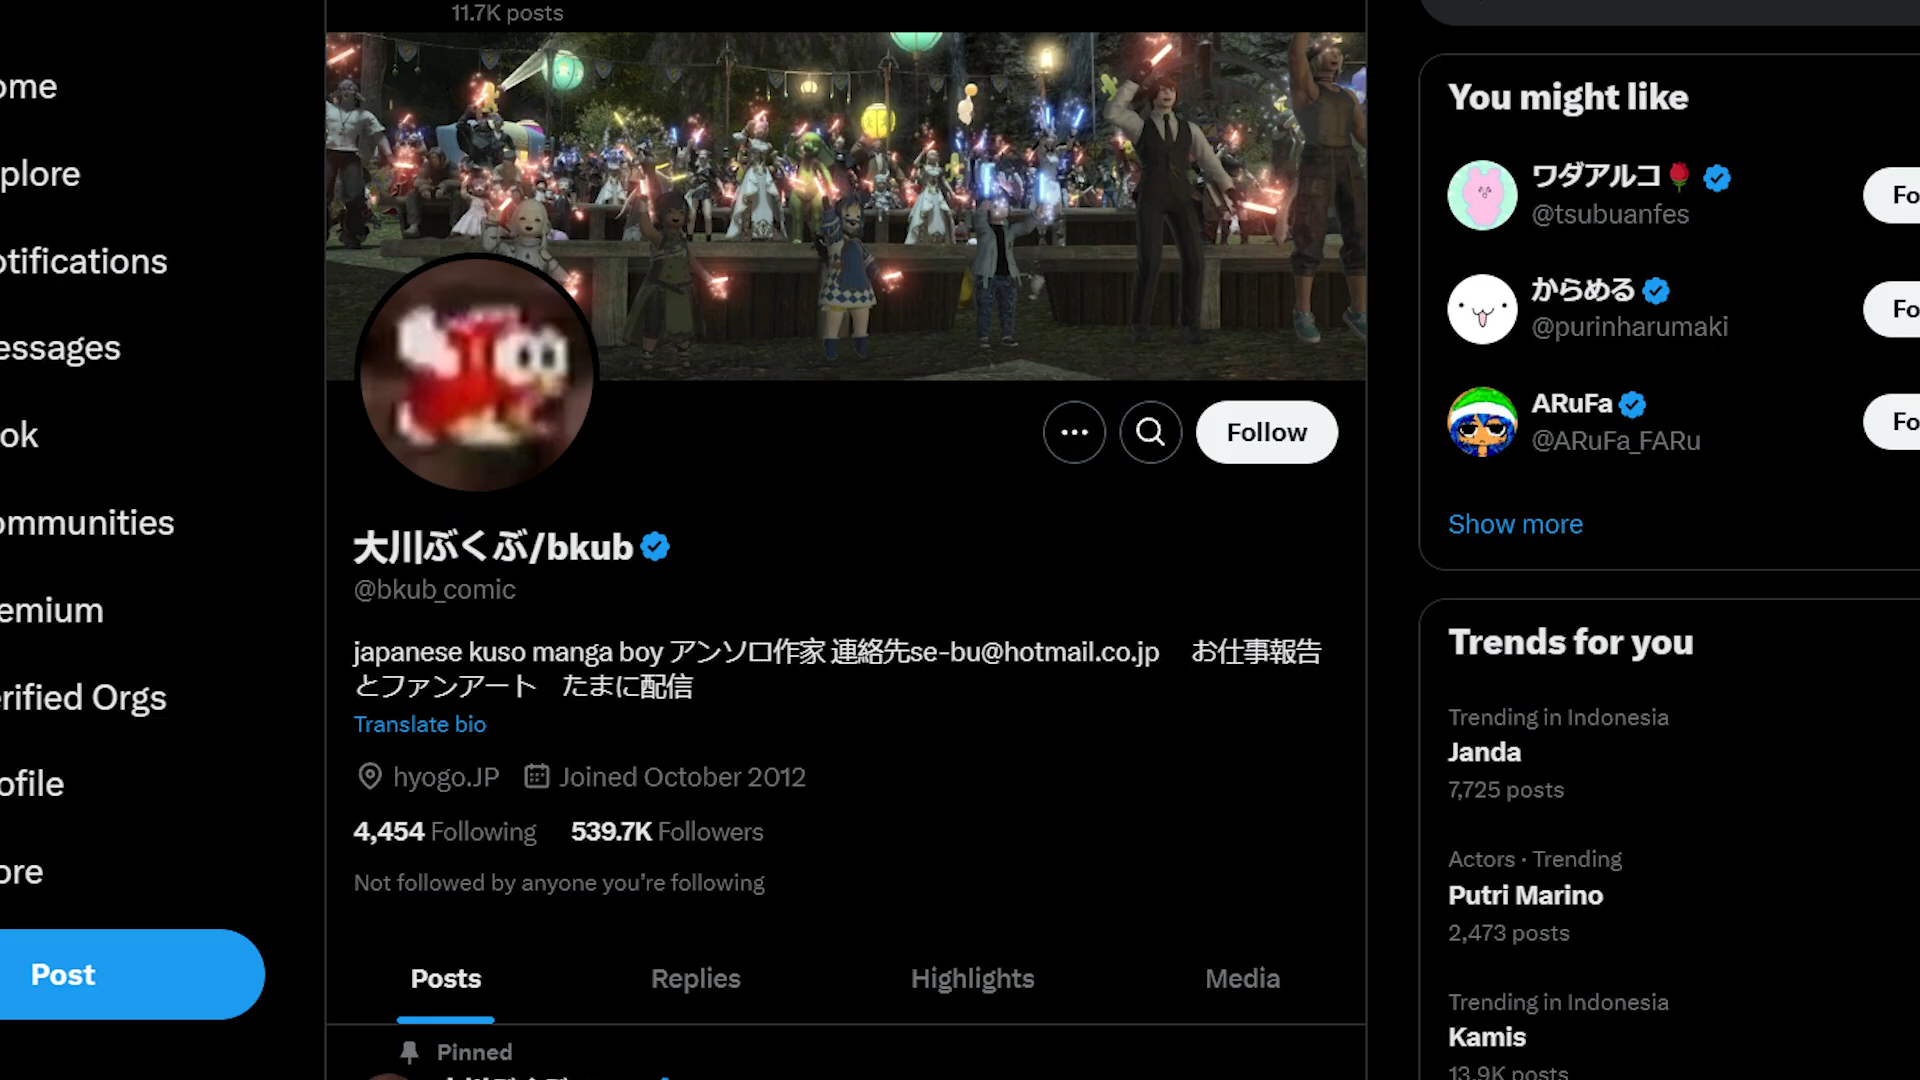 11.7K posts
ome
plore
otifications
essages
ok
ommunities
remium
erified Orgs
ofile
ore
Post
Follow
大川ぶくぶ/bkub
@bkub_comic
japanese kuso manga boy アンソロ作家 連絡先se-bu@hotmail.co.jp　お仕事報告
とファンアート　たまに配信
Translate bio
hyogo.JP Joined October 2012
4,454 Following 539.7K Followers
Not followed by anyone you’re following
Posts Replies Highlights Media
Pinned
You might like
ワダアルコ🌹
@tsubuanfes
Fo
からめる
@purinharumaki
Fo
ARuFa
@ARuFa_FARu
Fo
Show more
Trends for you
Trending in Indonesia
Janda
7,725 posts
Actors · Trending
Putri Marino
2,473 posts
Trending in Indonesia
Kamis
13.9K posts